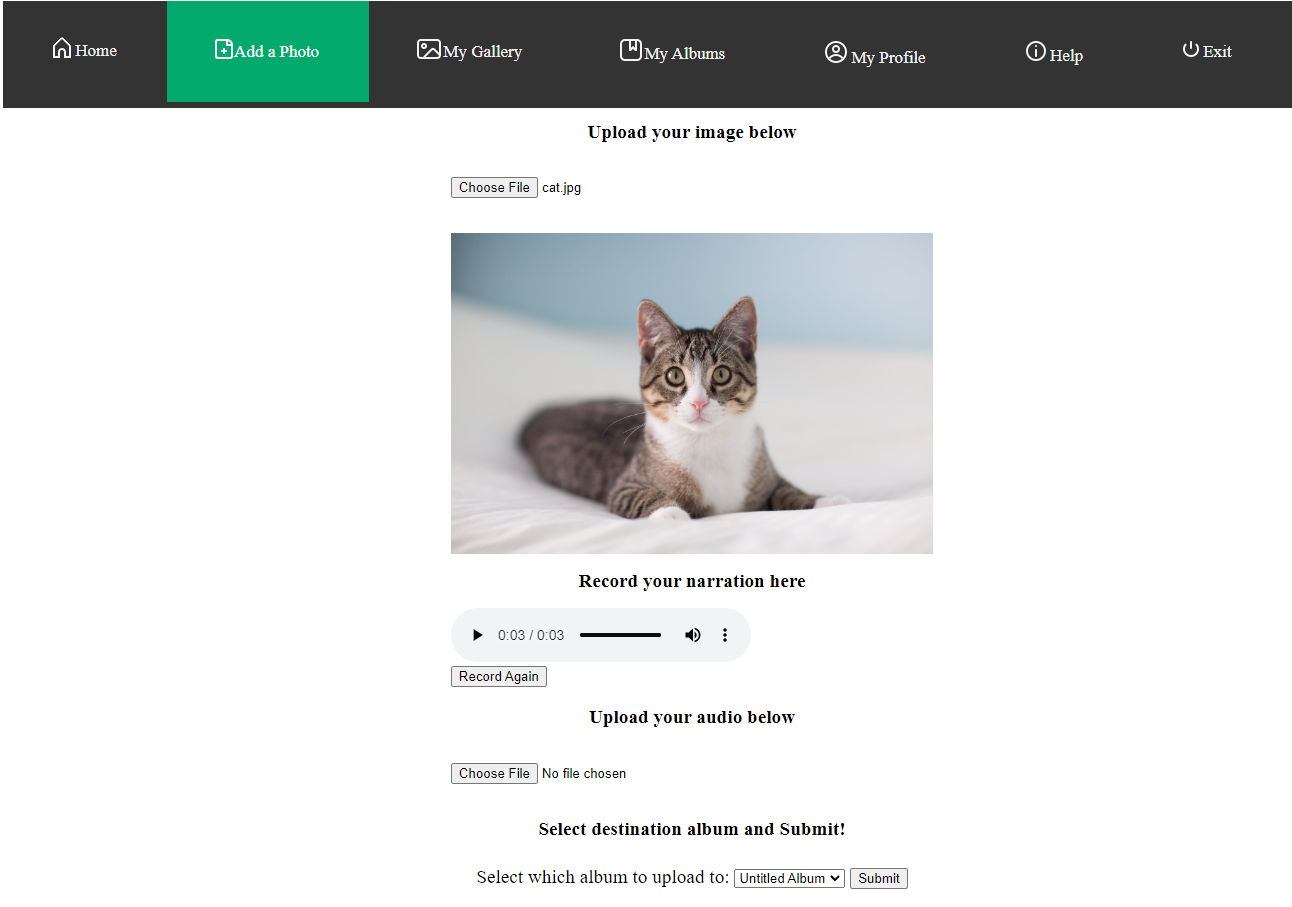 Home Add a Photo My Gallery My Albums My Profile Help Exit
Upload your image below
Choose File cat.jpg
Record your narration here
0:03 / 0:03
Record Again
Upload your audio below
Choose File No file chosen
Select destination album and Submit!
Select which album to upload to: Untitled Album Submit